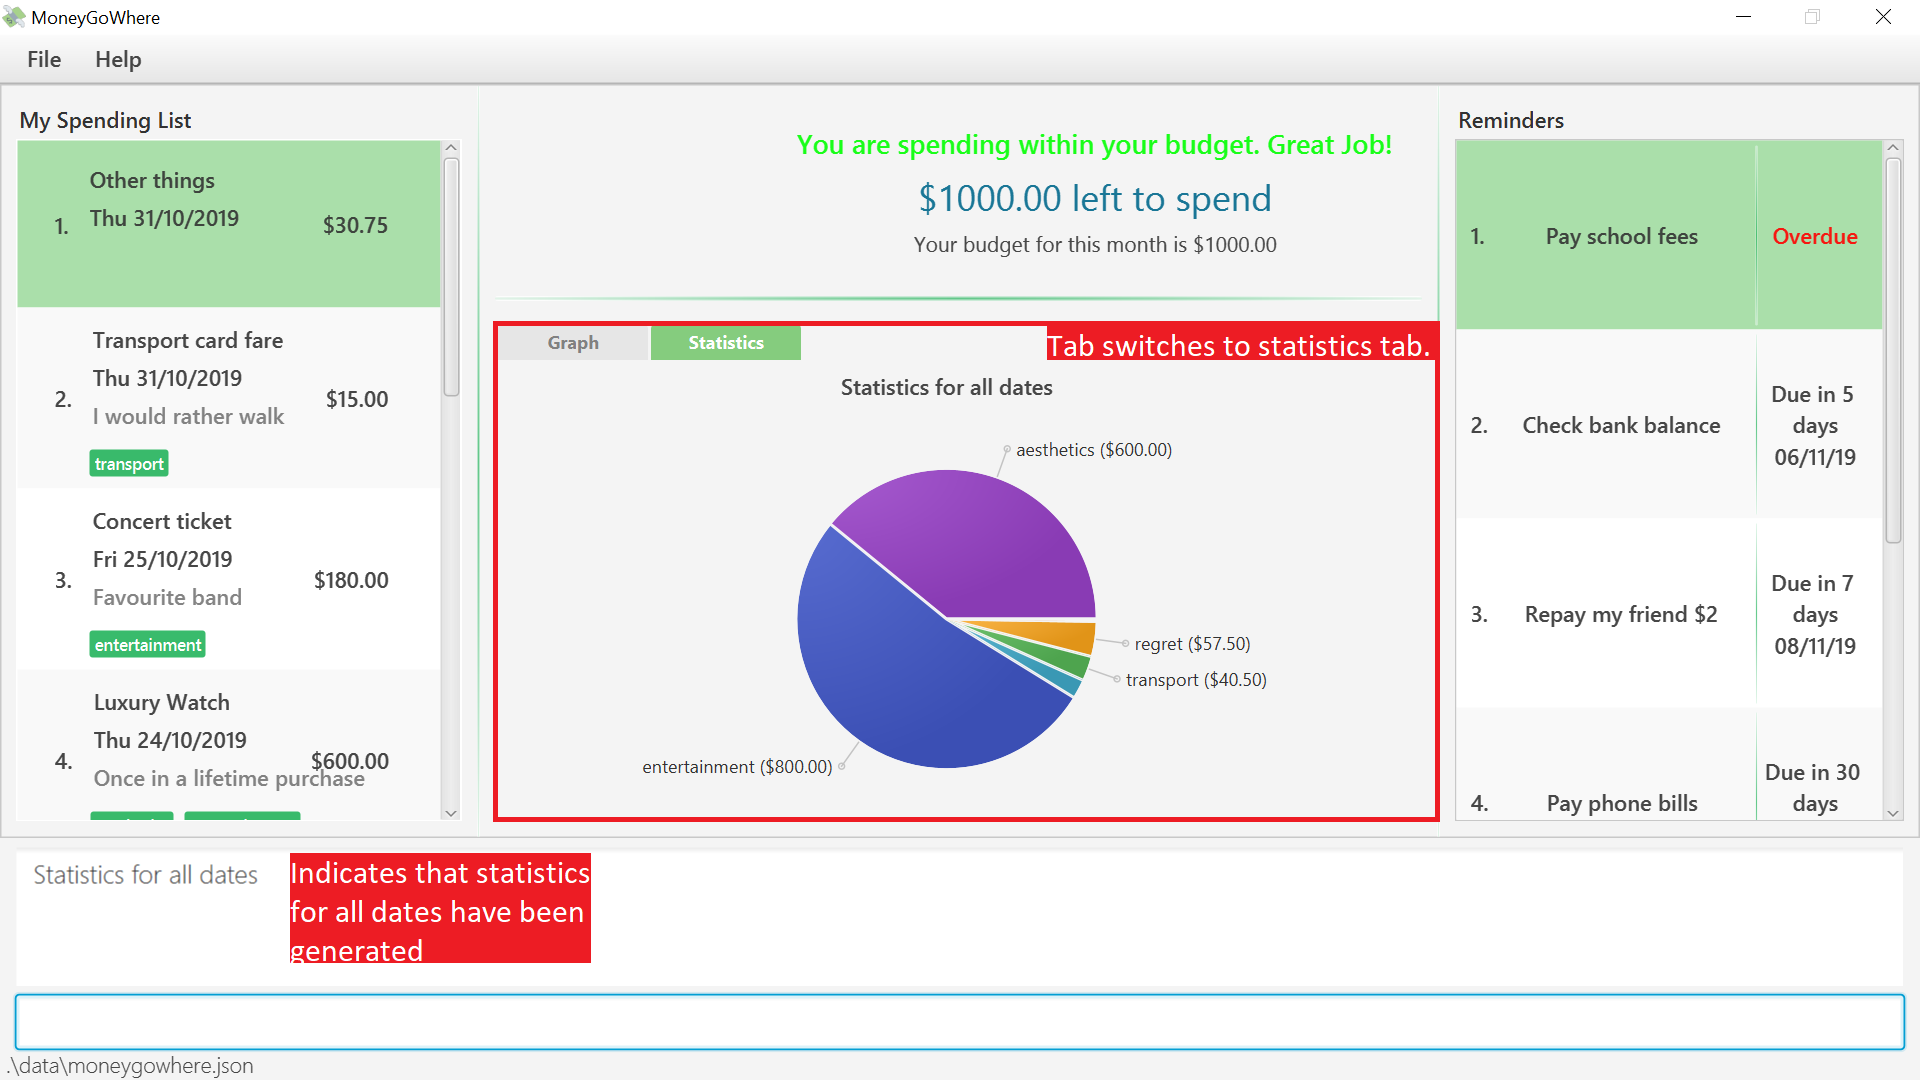 MoneyGoWhere
File Help
My Spending List
1.
Other things
Thu 31/10/2019
$30.75
2.
Transport card fare
Thu 31/10/2019
I would rather walk
$15.00
transport
3.
Concert ticket
Fri 25/10/2019
Favourite band
$180.00
entertainment
4.
Luxury Watch
Thu 24/10/2019
Once in a lifetime purchase
$600.00
You are spending within your budget. Great Job!
$1000.00 left to spend
Your budget for this month is $1000.00
Graph Statistics
Tab switches to statistics tab.
Statistics for all dates
aesthetics ($600.00)
regret ($57.50)
transport ($40.50)
entertainment ($800.00)
Reminders
1. Pay school fees
Overdue
2. Check bank balance
Due in 5
days
06/11/19
3. Repay my friend $2
Due in 7
days
08/11/19
4. Pay phone bills
Due in 30
days
Statistics for all dates
Indicates that statistics
for all dates have been
generated
.\data\moneygowhere.json